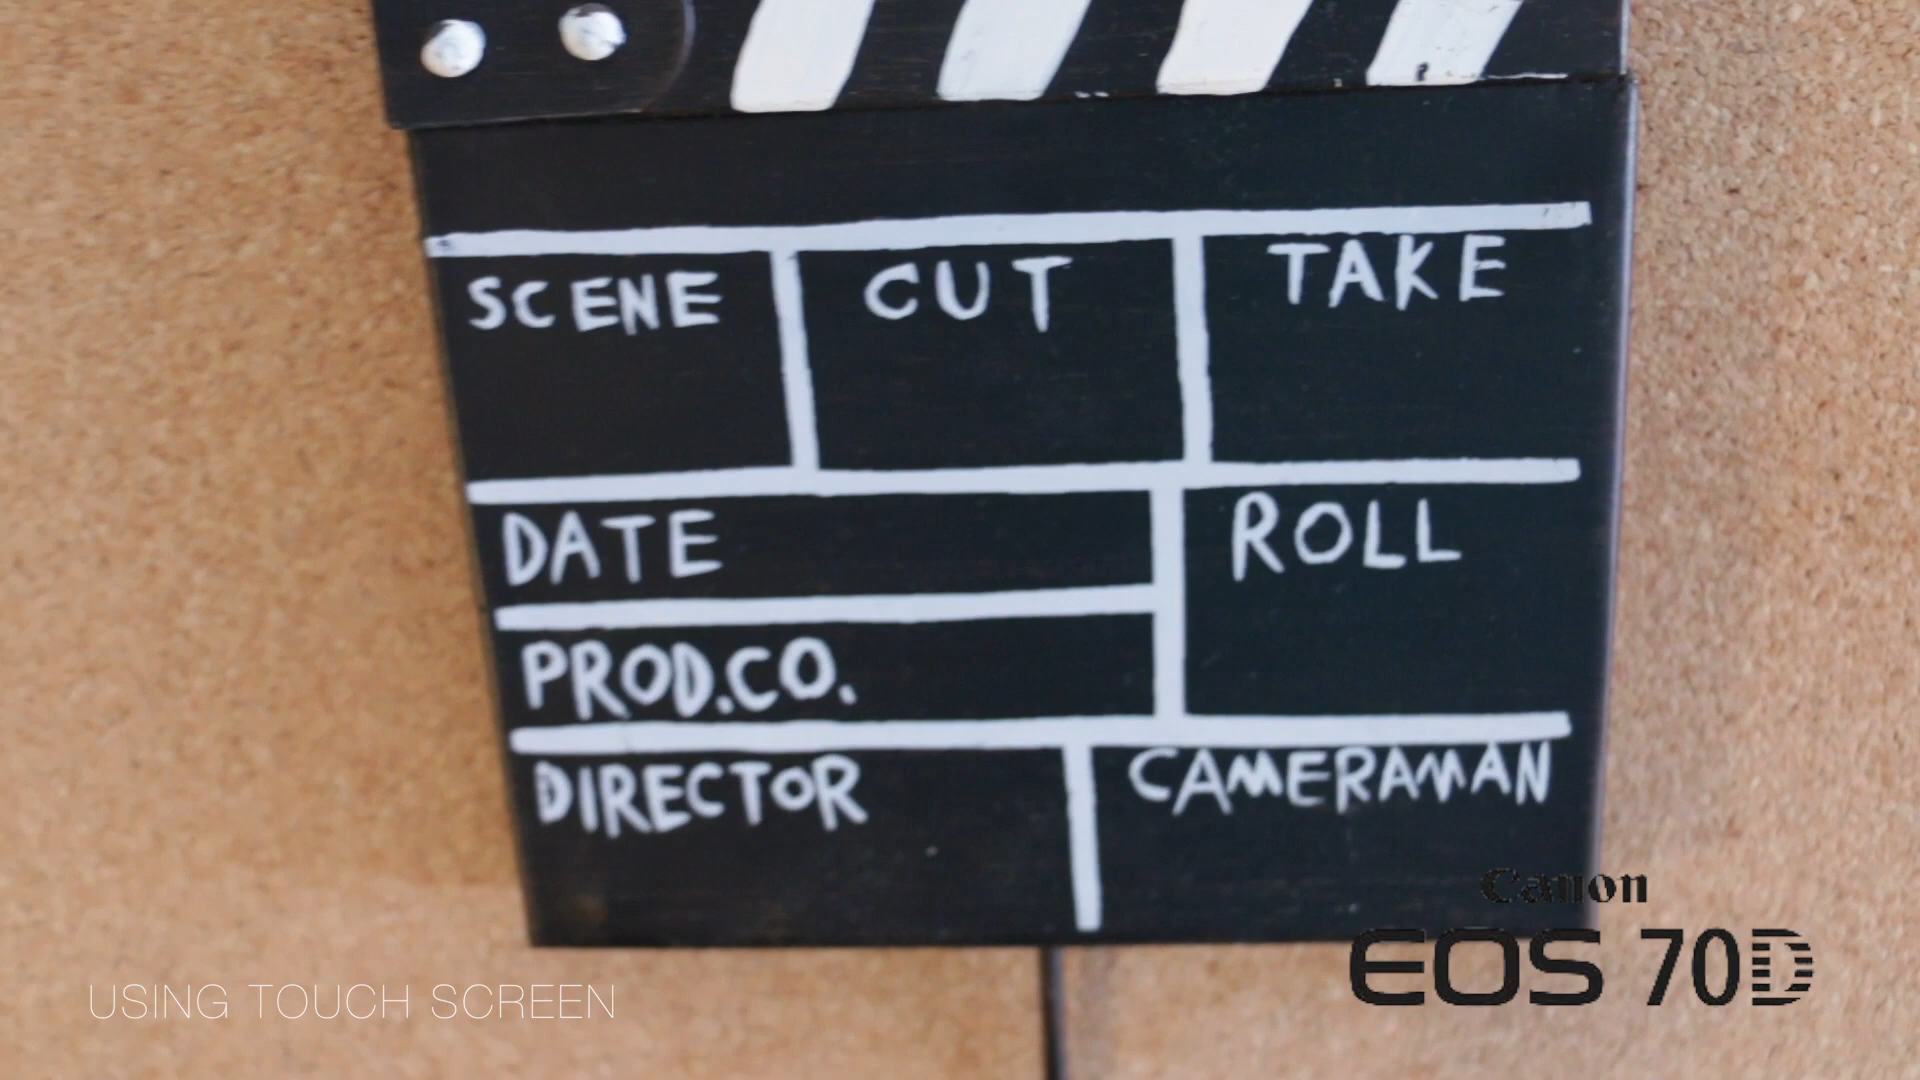 SCENE CUT TAKE
DATE ROLL
PROD.CO.
DIRECTOR CAMERAMAN
Canon
EOS 70D
USING TOUCH SCREEN